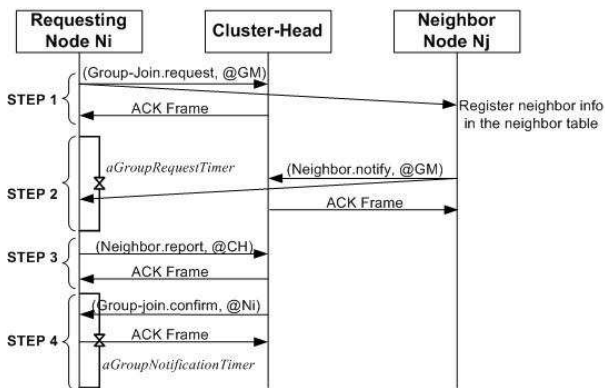 Requesting
Node Ni
Cluster-Head
Neighbor
Node Nj
(Group-Join.request, @GM)
STEP 1
ACK Frame
Register neighbor info
in the neighbor table
aGroupRequestTimer
(Neighbor.notify, @GM)
STEP 2
ACK Frame
(Neighbor.report, @CH)
STEP 3
ACK Frame
(Group-join.confirm, @Ni)
STEP 4
ACK Frame
aGroupNotificationTimer